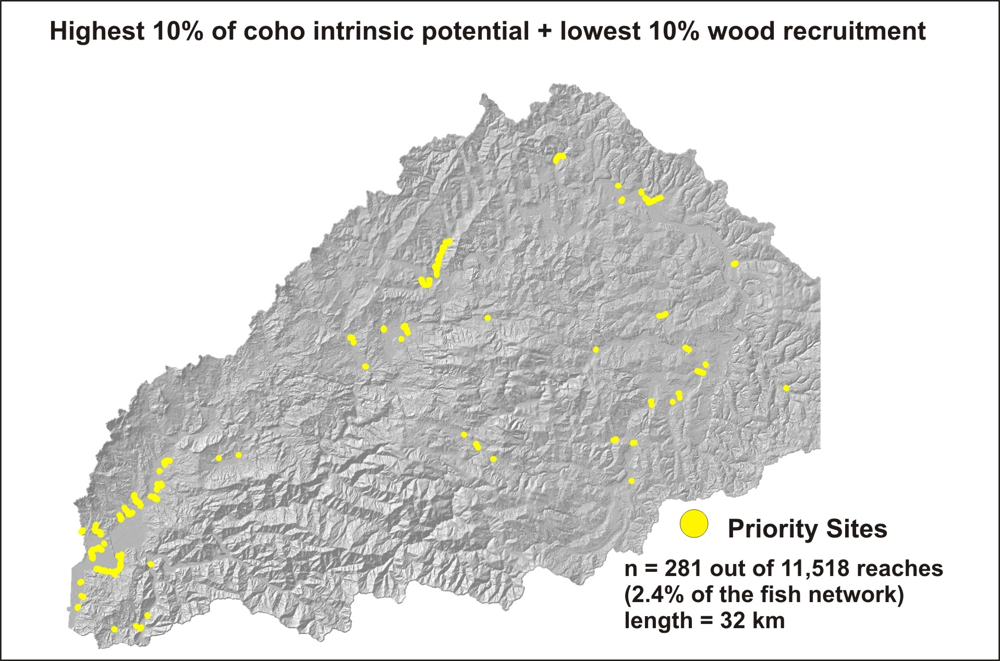 Highest 10% of coho intrinsic potential + lowest 10% wood recruitment
Priority Sites
n = 281 out of 11,518 reaches
(2.4% of the fish network)
length = 32 km